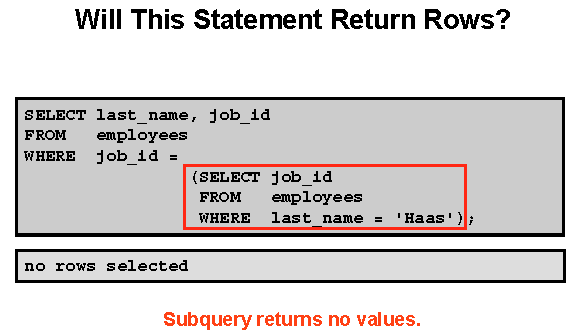 Will This Statement Return Rows?
SELECT last_name, job_id
FROM   employees
WHERE  job_id =
(SELECT job_id
FROM   employees
WHERE  last_name = 'Haas');
no rows selected
Subquery returns no values.